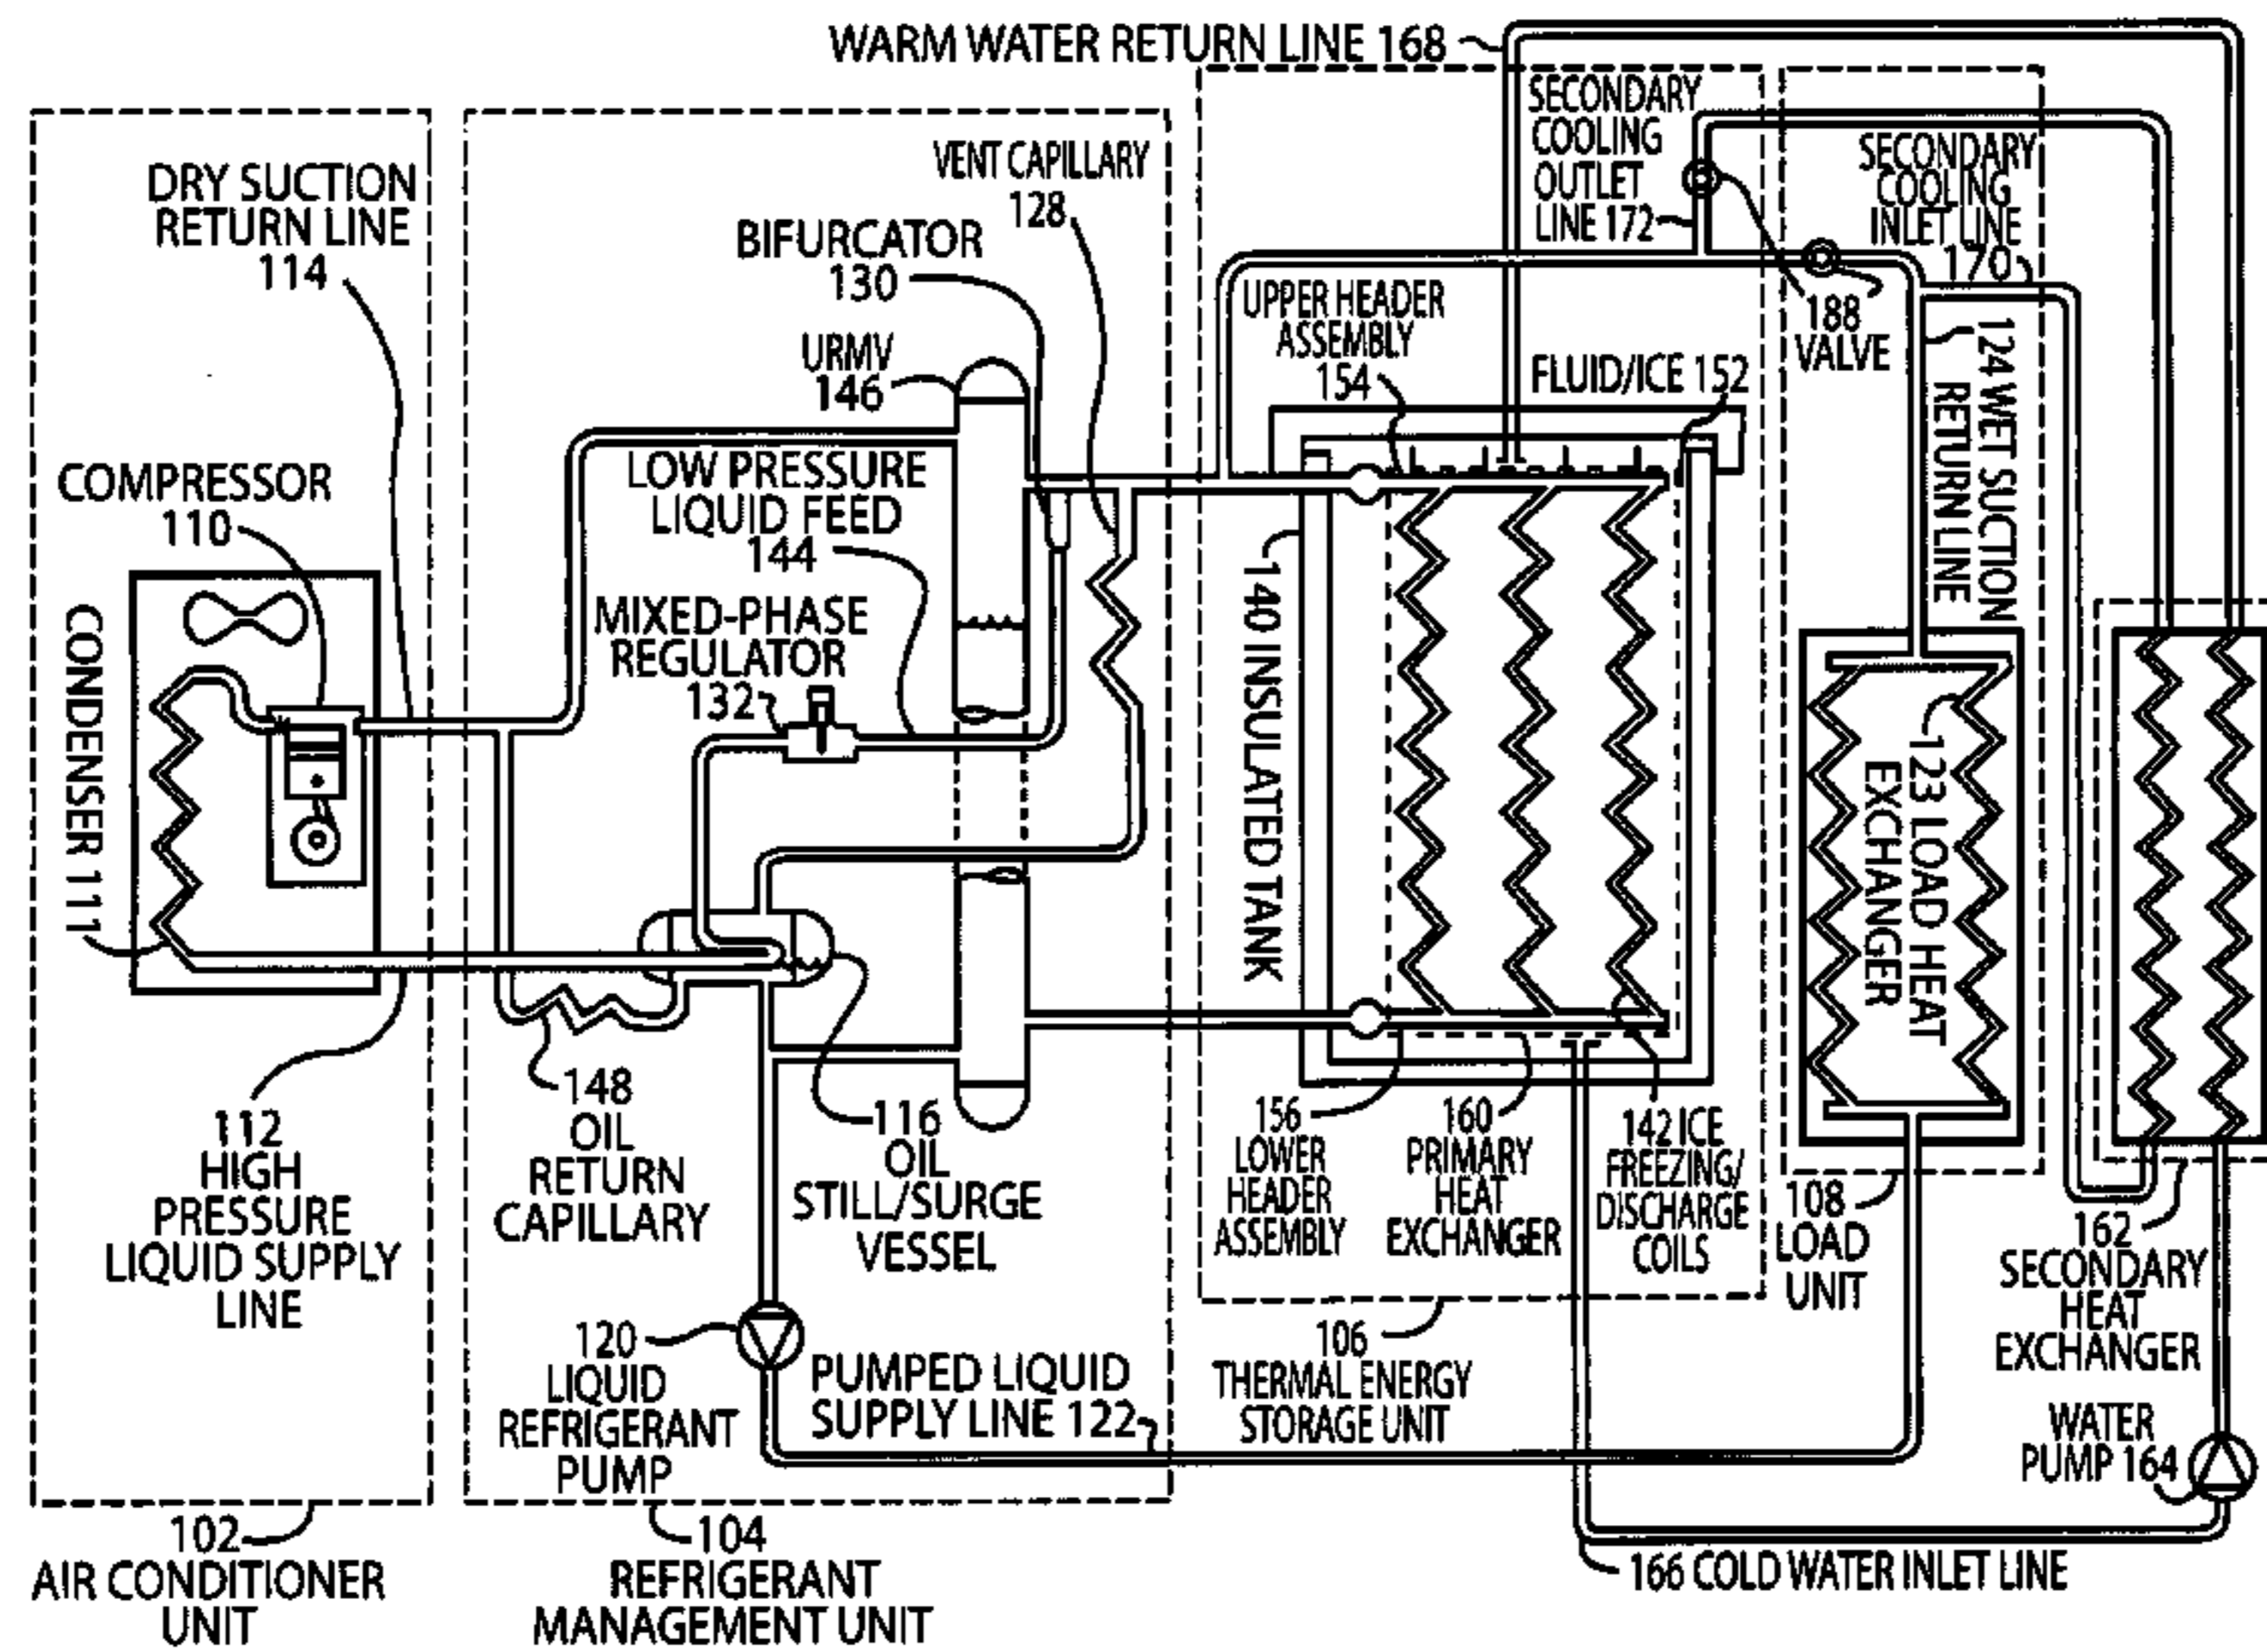 WARM WATER RETURN LINE 168
SECONDARY
COOLING
OUTLET
LINE 172
SECONDARY
COOLING
INLET LINE
170
DRY SUCTION
RETURN LINE
114
VENT CAPILLARY
128
BIFURCATOR
130
URMV
146
UPPER HEADER
ASSEMBLY
154
FLUID/ICE 152
188
VALVE
124 WET SUCTION
RETURN LINE
COMPRESSOR
110
LOW PRESSURE
LIQUID FEED
144
MIXED-PHASE
REGULATOR
132
CONDENSER 111
140 INSULATED TANK
123 LOAD HEAT
EXCHANGER
112
HIGH
PRESSURE
LIQUID SUPPLY
LINE
148
OIL
RETURN
CAPILLARY
116
OIL
STILL/SURGE
VESSEL
156
LOWER
HEADER
ASSEMBLY
160
PRIMARY
HEAT
EXCHANGER
142 ICE
FREEZING/
DISCHARGE
COILS
108
LOAD
UNIT
162
SECONDARY
HEAT
EXCHANGER
120
LIQUID
REFRIGERANT
PUMP
PUMPED LIQUID
SUPPLY LINE 122
106
THERMAL ENERGY
STORAGE UNIT
WATER
PUMP 164
102
AIR CONDITIONER
UNIT
104
REFRIGERANT
MANAGEMENT UNIT
166 COLD WATER INLET LINE